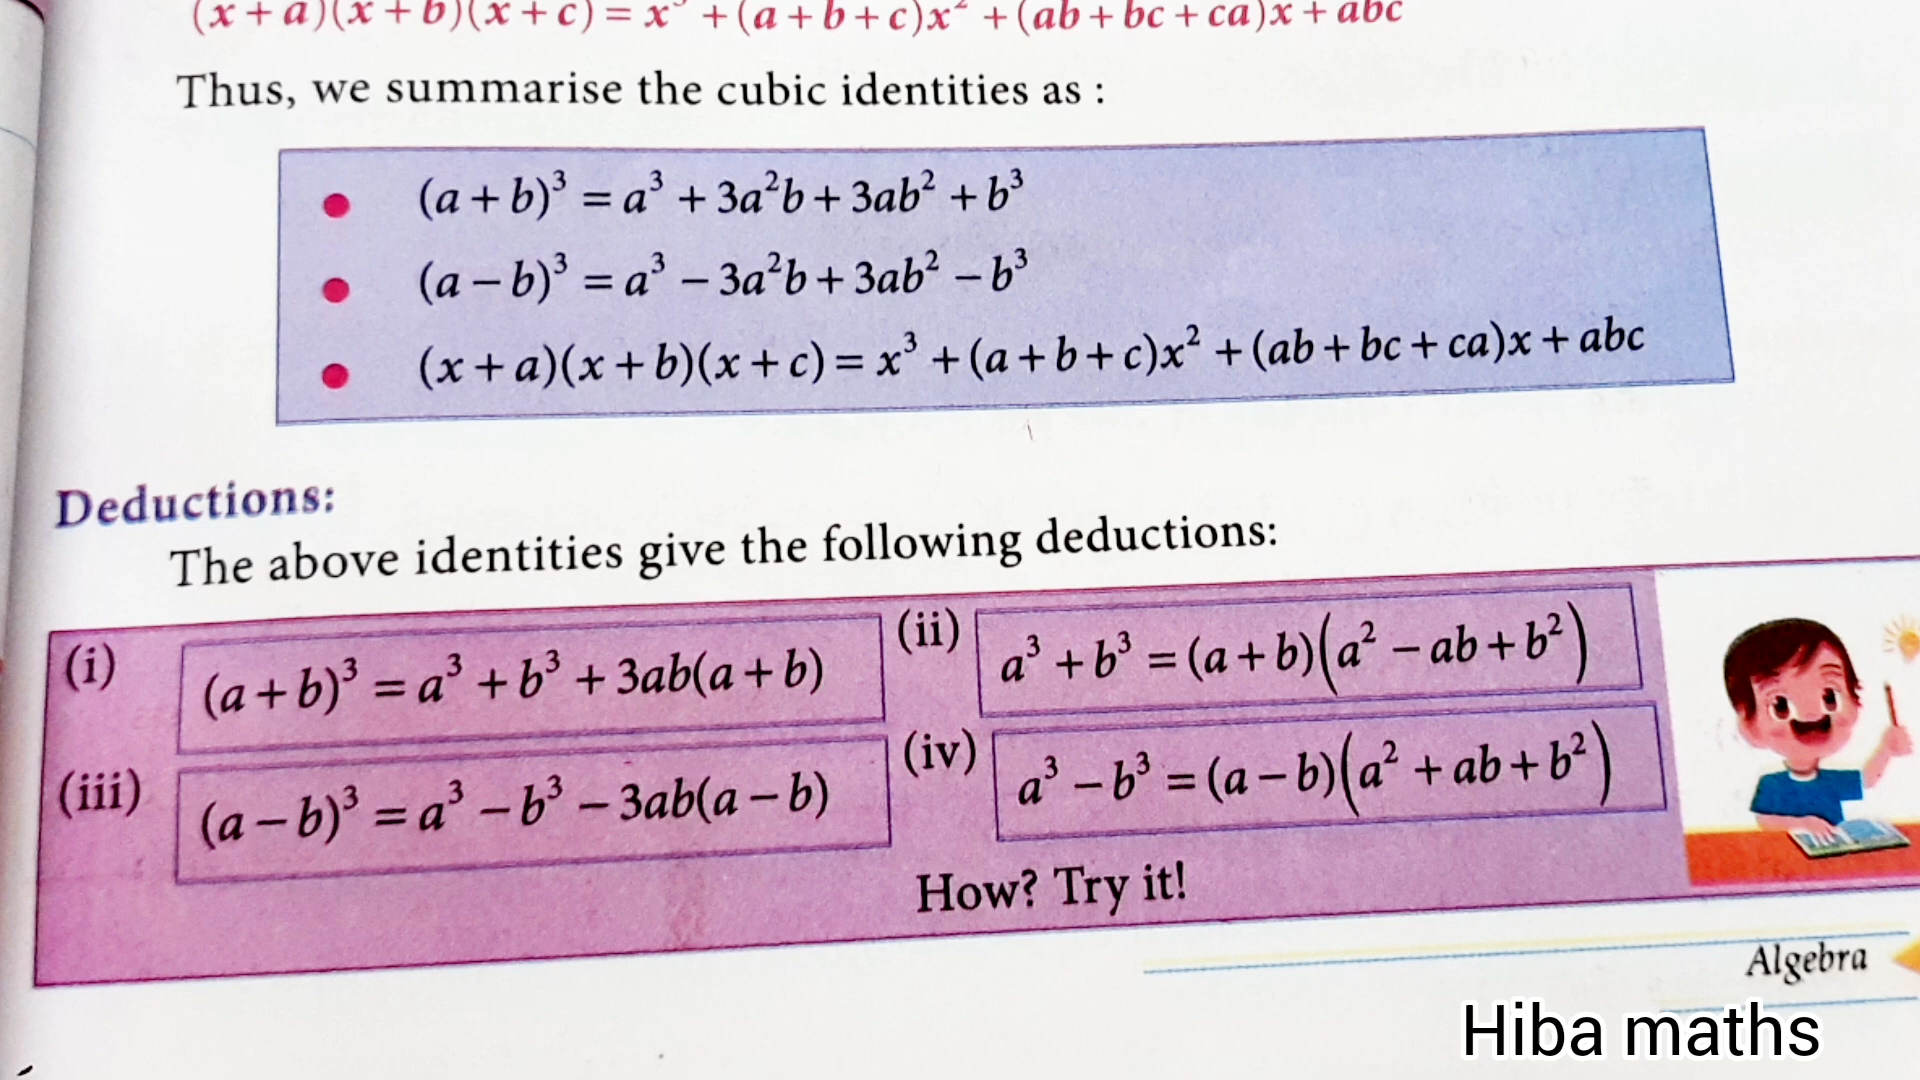 (x + a)(x + b)(x + c) = x³ + (a + b + c)x² + (ab + bc + ca)x + abc
Thus, we summarise the cubic identities as :
• (a + b)³ = a³ + 3a²b + 3ab² + b³
• (a − b)³ = a³ − 3a²b + 3ab² − b³
• (x + a)(x + b)(x + c) = x³ + (a + b + c)x² + (ab + bc + ca)x + abc
Deductions:
The above identities give the following deductions:
(i) (a + b)³ = a³ + b³ + 3ab(a + b)
(ii) a³ + b³ = (a + b)(a² − ab + b²)
(iii) (a − b)³ = a³ − b³ − 3ab(a − b)
(iv) a³ − b³ = (a − b)(a² + ab + b²)
How? Try it!
Algebra
Hiba maths